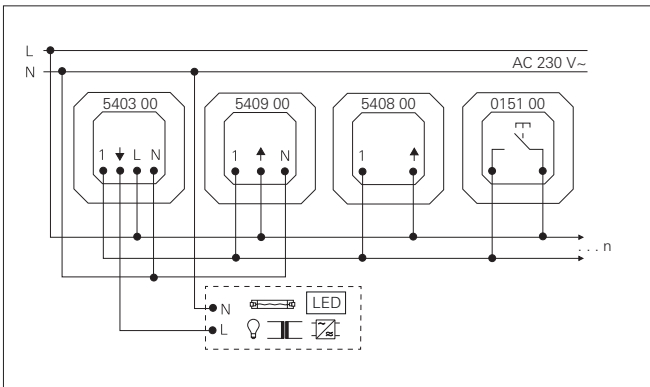 L
N
AC 230 V~
5403 00
5409 00
5408 00
0151 00
1 L N
1 N
1
... n
N LED
L